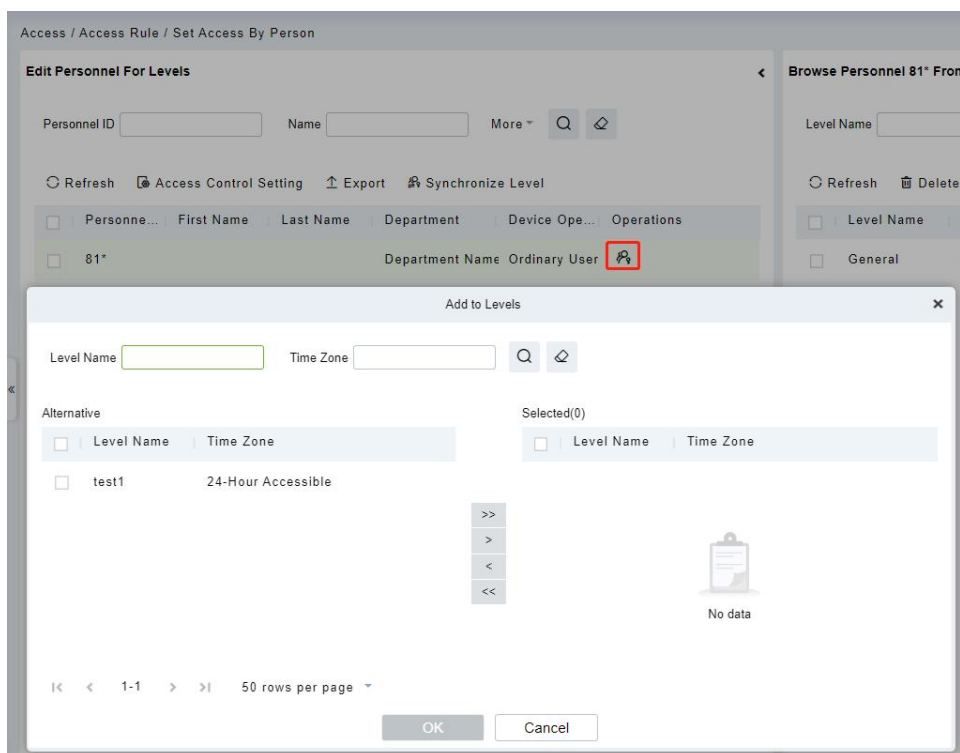 Access / Access Rule / Set Access By Person
Edit Personnel For Levels
Browse Personnel 81* From
Personnel ID Name More
Level Name
Refresh Access Control Setting Export Synchronize Level
Refresh Delete
Personne... First Name Last Name Department Device Ope... Operations
Level Name
81* Department Name Ordinary User
General
Add to Levels
Level Name Time Zone
Alternative
Selected(0)
Level Name Time Zone
Level Name Time Zone
test1 24-Hour Accessible
>>
>
<
<<
No data
1-1 50 rows per page
OK Cancel